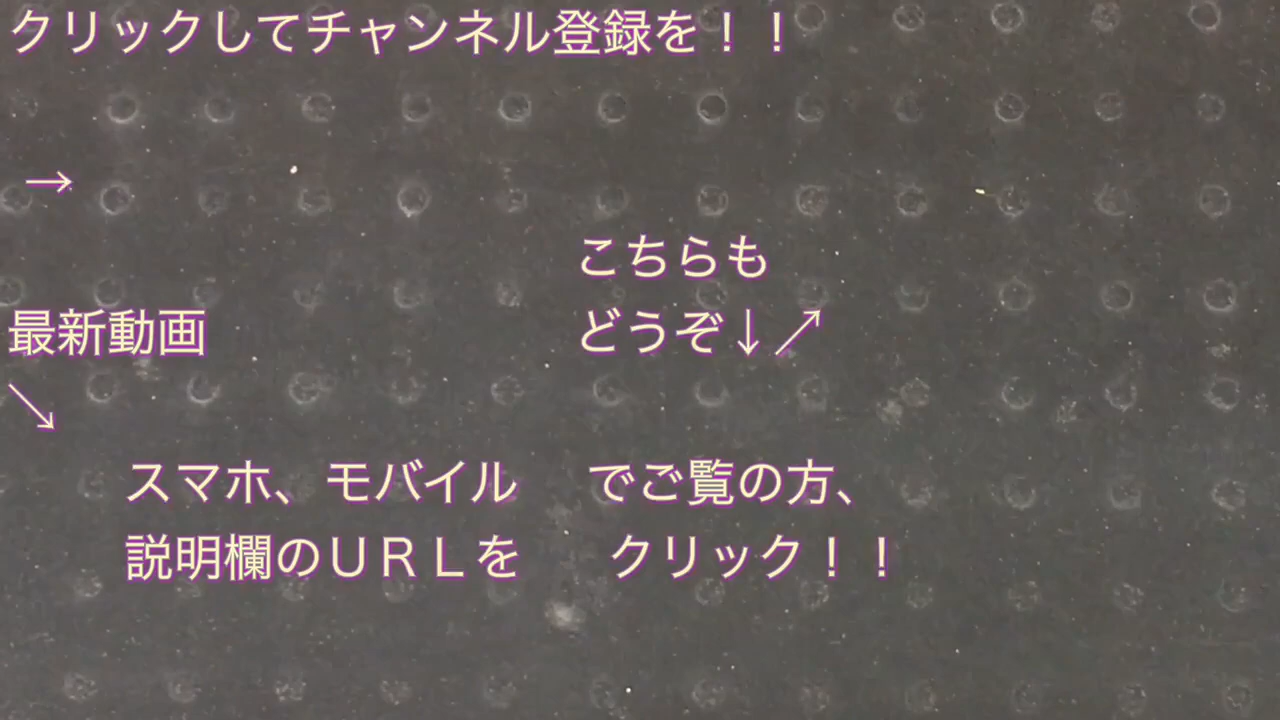 クリックしてチャンネル登録を！！
→
こちらも
最新動画 どうぞ↓↗
↘
スマホ、モバイル でご覧の方、
説明欄のＵＲＬを クリック！！